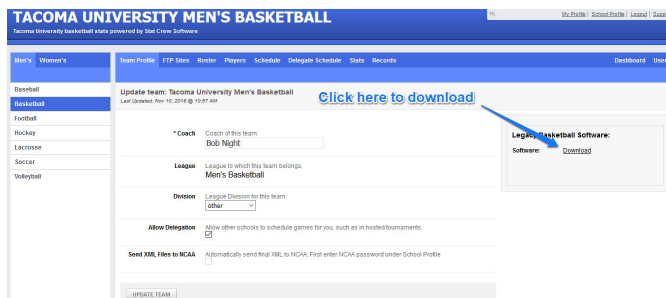 TACOMA UNIVERSITY MEN'S BASKETBALL
Tacoma University basketball stats powered by Stat Crew Software
Hi,
My Profile | School Profile | Logout |
Men's Women's
Team Profile FTP Sites Roster Players Schedule Delegate Schedule Stats Records
Dashboard
Baseball
Basketball
Football
Hockey
Lacrosse
Soccer
Volleyball
Update team: Tacoma University Men's Basketball
Last Updated: Nov 10, 2016 @ 10:57 AM
Click here to download
* Coach Coach of this team.
Bob Night
League League to which this team belongs.
Men's Basketball
Division League Division for this team.
other
Allow Delegation Allow other schools to schedule games for you, such as in hosted tournaments.
Send XML Files to NCAA Automatically send final XML to NCAA. First enter NCAA password under School Profile
UPDATE TEAM
Legacy Basketball Software:
Software: Download